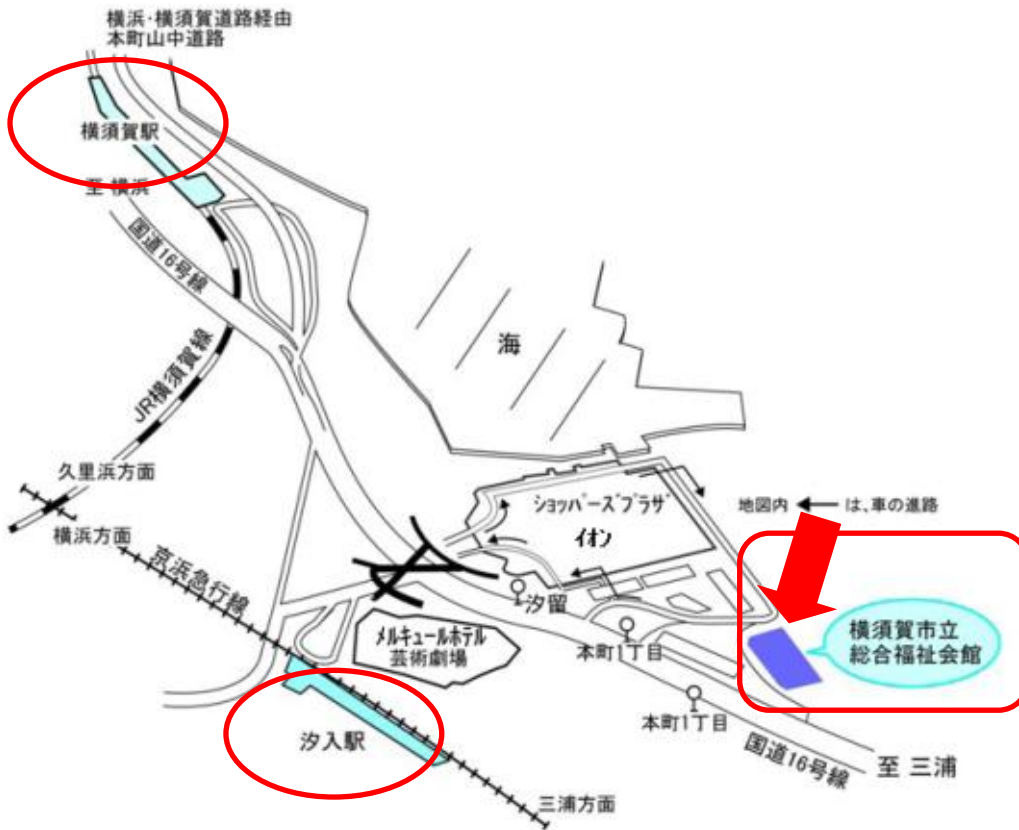 横浜・横須賀道路経由
本町山中道路
横須賀駅
至 横浜
国道16号線
海
JR横須賀線
久里浜方面
横浜方面
ショッパーズプラザ
イオン
地図内 ← は、車の進路
京浜急行線
汐留
メルキュールホテル
芸術劇場
本町1丁目
横須賀市立
総合福祉会館
本町1丁目
汐入駅
国道16号線
至 三浦
三浦方面